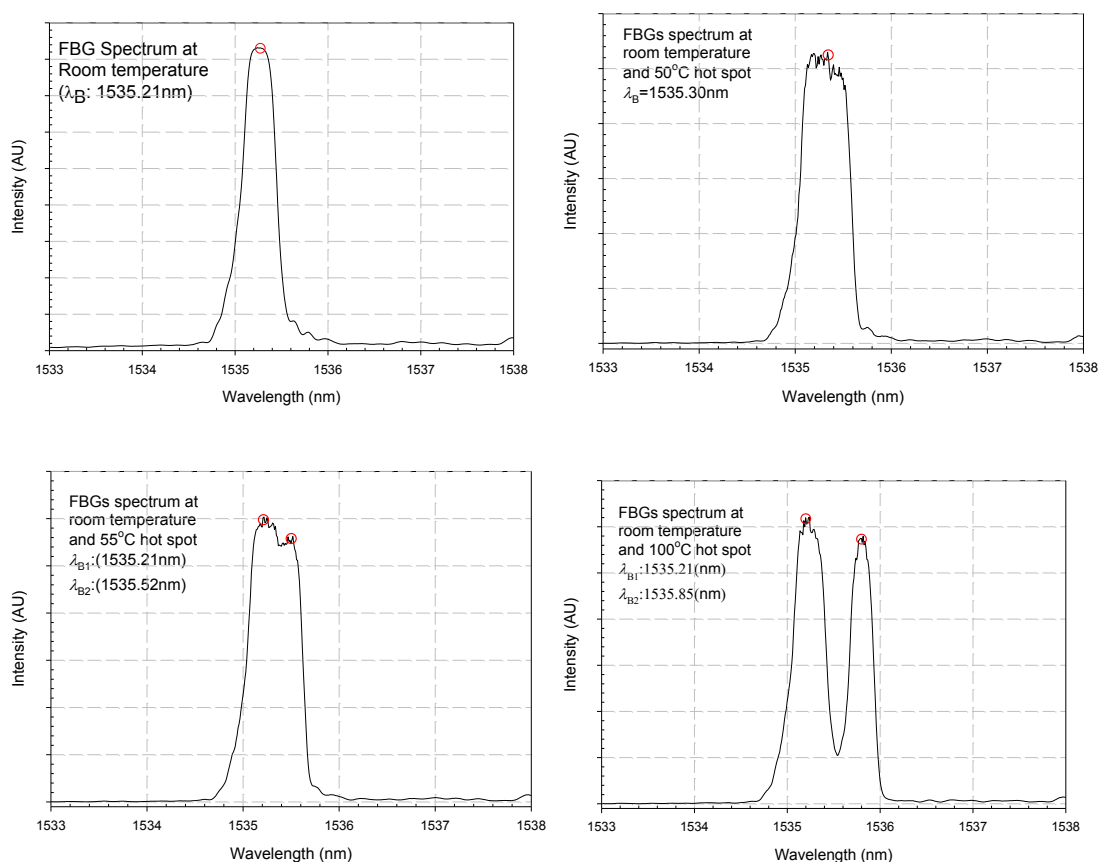 FBG Spectrum at
Room temperature
(λB: 1535.21nm)
Intensity (AU)
1533 1534 1535 1536 1537 1538
Wavelength (nm)
FBGs spectrum at
room temperature
and 50°C hot spot
λB=1535.30nm
Intensity (AU)
1533 1534 1535 1536 1537 1538
Wavelength (nm)
FBGs spectrum at
room temperature
and 55°C hot spot
λB1:(1535.21nm)
λB2:(1535.52nm)
Intensity (AU)
1533 1534 1535 1536 1537 1538
Wavelength (nm)
FBGs spectrum at
room temperature
and 100°C hot spot
λB1:1535.21(nm)
λB2:1535.85(nm)
Intensity (AU)
1533 1534 1535 1536 1537 1538
Wavelength (nm)